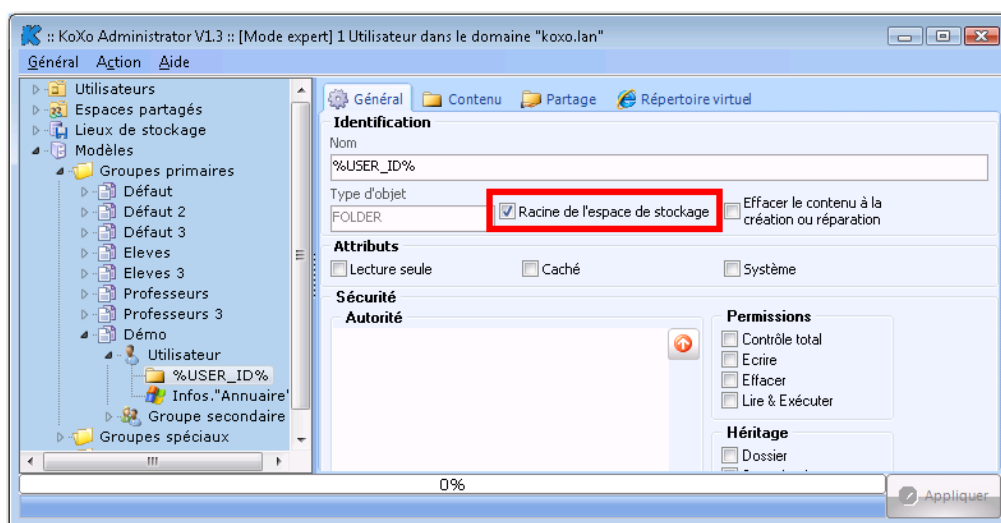 :: KoXo Administrator V1.3 :: [Mode expert] 1 Utilisateur dans le domaine "koxo.lan"
Général Action Aide
Utilisateurs
Espaces partagés
Lieux de stockage
Modèles
Groupes primaires
Défaut
Défaut 2
Défaut 3
Eleves
Eleves 3
Professeurs
Professeurs 3
Démo
Utilisateur
%USER_ID%
Infos."Annuaire"
Groupe secondaire
Groupes spéciaux
Général Contenu Partage Répertoire virtuel
Identification
Nom
%USER_ID%
Type d'objet
FOLDER
Racine de l'espace de stockage
Effacer le contenu à la
création ou réparation
Attributs
Lecture seule Caché Système
Sécurité
Autorité
Permissions
Contrôle total
Ecrire
Effacer
Lire & Exécuter
Héritage
Dossier
0%
Appliquer